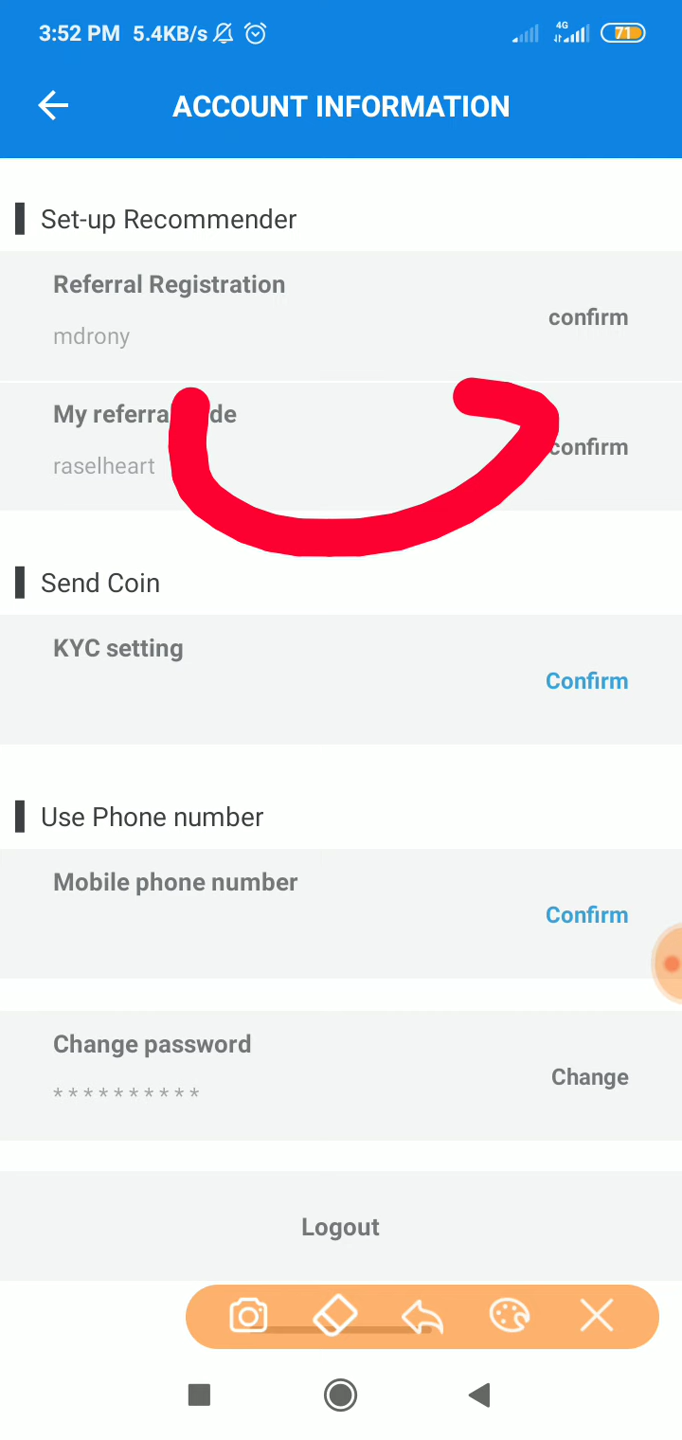 3:52 PM 5.4KB/s 4G 71
ACCOUNT INFORMATION
Set-up Recommender
Referral Registration
confirm
mdrony
My referra de
confirm
raselheart
Send Coin
KYC setting
Confirm
Use Phone number
Mobile phone number
Confirm
Change password
Change
**********
Logout